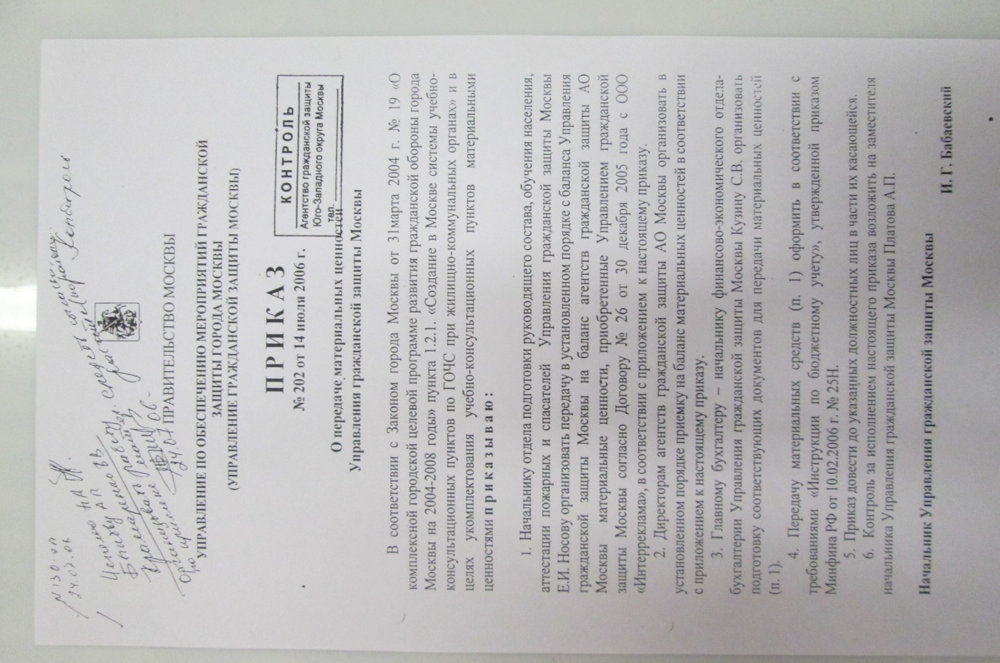 24.07.06
ПРАВИТЕЛЬСТВО МОСКВЫ
УПРАВЛЕНИЕ ПО ОБЕСПЕЧЕНИЮ МЕРОПРИЯТИЙ ГРАЖДАНСКОЙ
ЗАЩИТЫ ГОРОДА МОСКВЫ
(УПРАВЛЕНИЕ ГРАЖДАНСКОЙ ЗАЩИТЫ МОСКВЫ)
ПРИКАЗ
№ 202 от 14 июля 2006 г.
КОНТРОЛЬ
Агентство гражданской защиты
Юго-Западного округа Москвы
тел.
О передаче материальных ценностей
Управления гражданской защиты Москвы
В соответствии с Законом города Москвы от 31марта 2004 г. № 19 «О
комплексной городской целевой программе развития гражданской обороны города
Москвы на 2004-2008 годы» пункта 1.2.1. «Создание в Москве системы учебно-
консультационных пунктов по ГОЧС при жилищно-коммунальных органах» и в
целях укомплектования учебно-консультационных пунктов материальными
ценностями приказываю:
1. Начальнику отдела подготовки руководящего состава, обучения населения,
аттестации пожарных и спасателей Управления гражданской защиты Москвы
Е.И. Носову организовать передачу в установленном порядке с баланса Управления
гражданской защиты Москвы на баланс агентств гражданской защиты АО
Москвы материальные ценности, приобретенные Управлением гражданской
защиты Москвы согласно Договору № 26 от 30 декабря 2005 года с ООО
«Интерреклама», в соответствии с приложением к настоящему приказу.
2. Директорам агентств гражданской защиты АО Москвы организовать в
установленном порядке приемку на баланс материальных ценностей в соответствии
с приложением к настоящему приказу.
3. Главному бухгалтеру – начальнику финансово-экономического отдела-
бухгалтерии Управления гражданской защиты Москвы Кузину С.В. организовать
подготовку соответствующих документов для передачи материальных ценностей
(п. 1).
4. Передачу материальных средств (п. 1) оформить в соответствии с
требованиями «Инструкции по бюджетному учету», утвержденной приказом
Минфина РФ от 10.02.2006 г. № 25Н.
5. Приказ довести до указанных должностных лиц в части их касающейся.
6. Контроль за исполнением настоящего приказа возложить на заместителя
начальника Управления гражданской защиты Москвы Платова А.П.
Начальник Управления гражданской защиты Москвы И. Г. Бабаевский